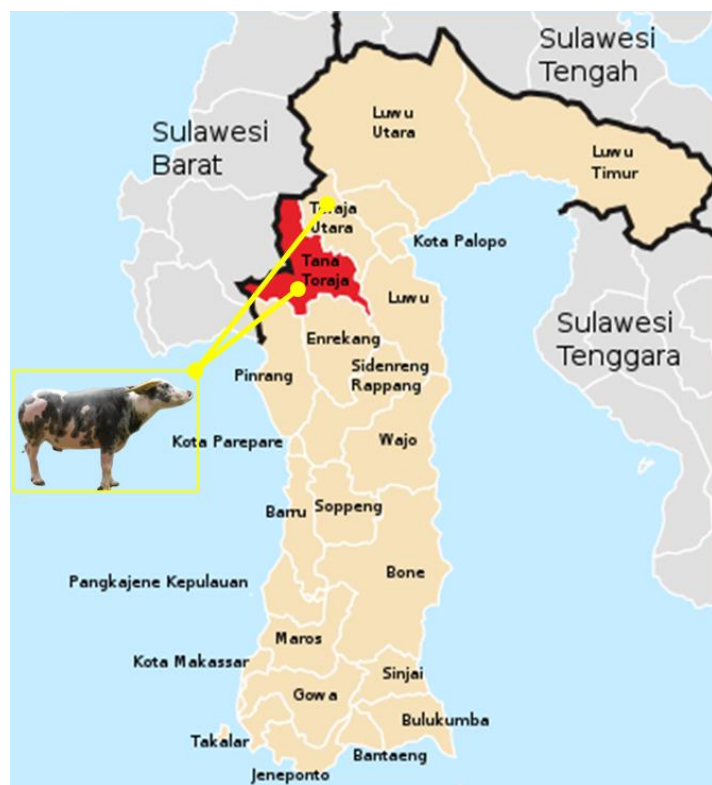 Sulawesi
Tengah
Luwu
Utara
Sulawesi
Barat
Luwu
Timur
Toraja
Utara
Kota Palopo
Tana
Toraja
Luwu
Sulawesi
Tenggara
Enrekang
Pinrang
Sidenreng
Rappang
Kota Parepare
Wajo
Barru
Soppeng
Bone
Pangkajene Kepulauan
Maros
Kota Makassar
Sinjai
Gowa
Bulukumba
Takalar
Bantaeng
Jeneponto